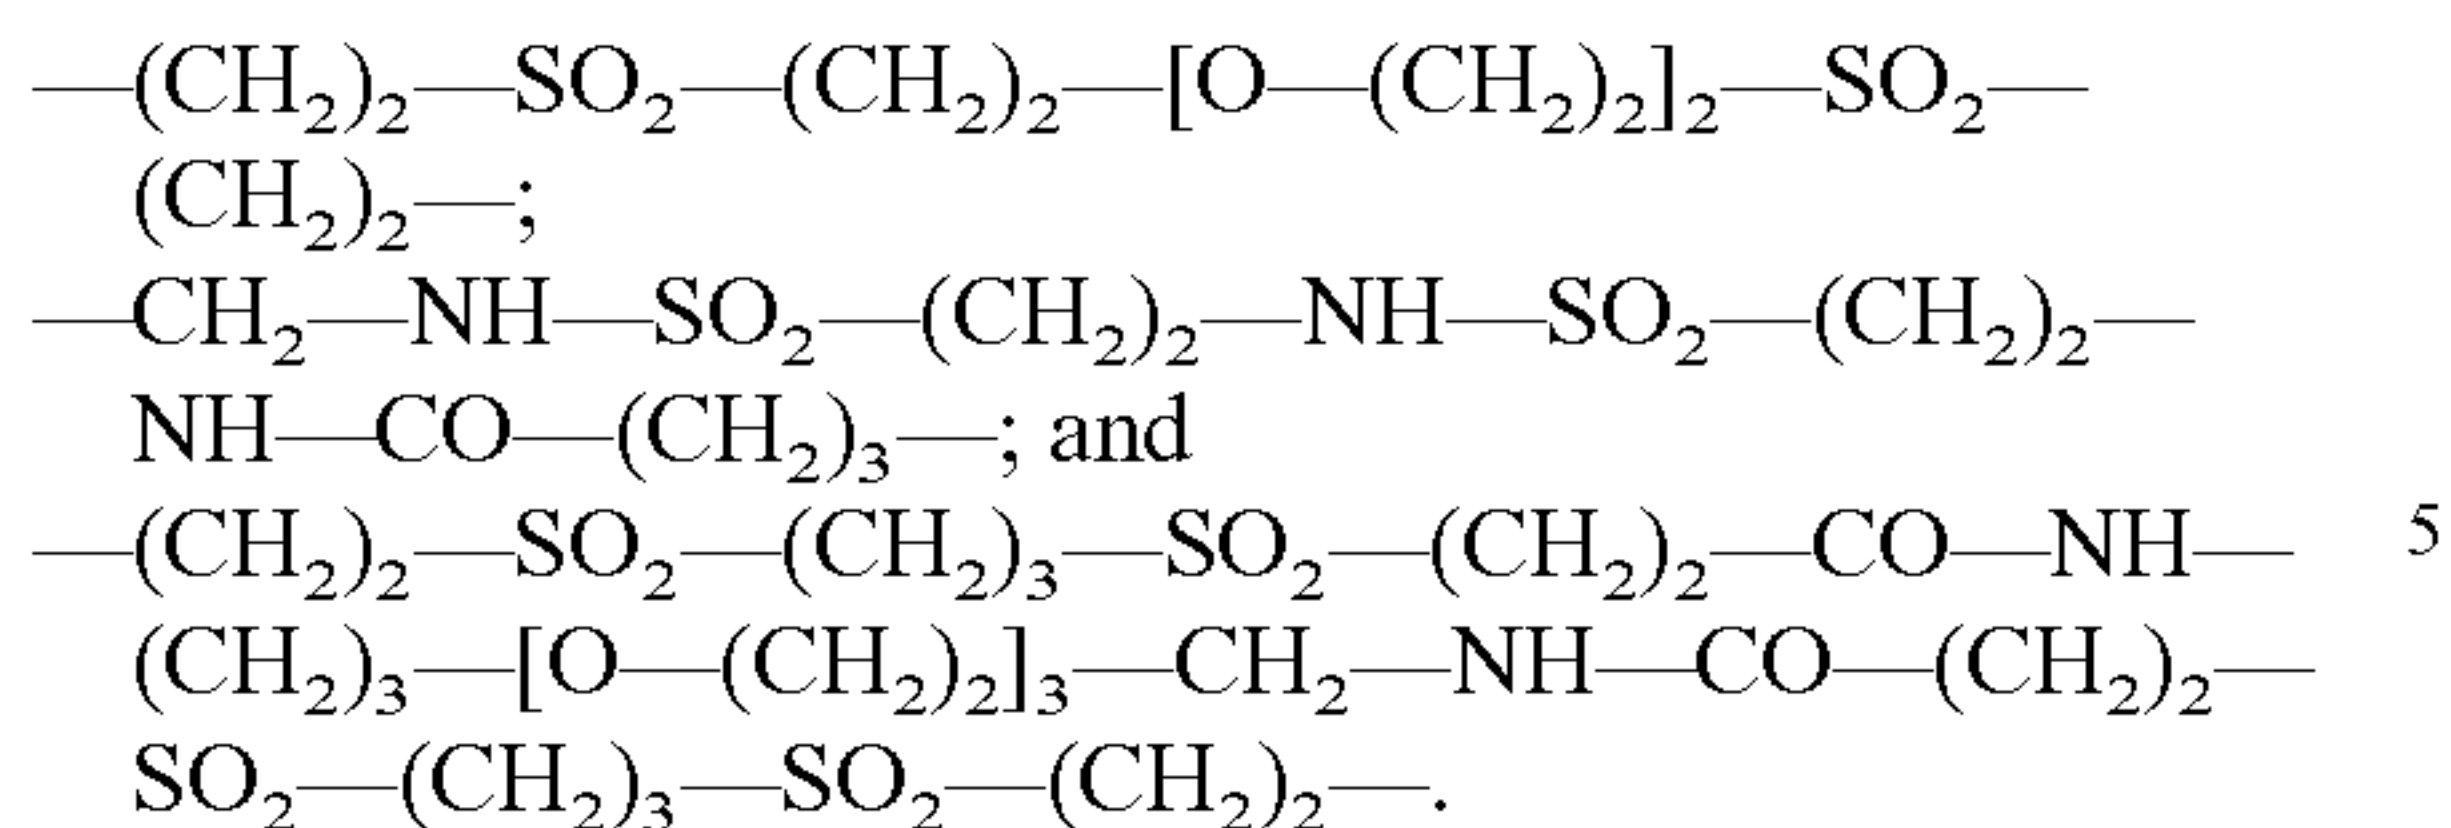 —(CH₂)₂—SO₂—(CH₂)₂—[O—(CH₂)₂]₂—SO₂—
(CH₂)₂—;
—CH₂—NH—SO₂—(CH₂)₂—NH—SO₂—(CH₂)₂—
NH—CO—(CH₂)₃—; and
—(CH₂)₂—SO₂—(CH₂)₃—SO₂—(CH₂)₂—CO—NH— 5
(CH₂)₃—[O—(CH₂)₂]₃—CH₂—NH—CO—(CH₂)₂—
SO₂—(CH₂)₃—SO₂—(CH₂)₂—.